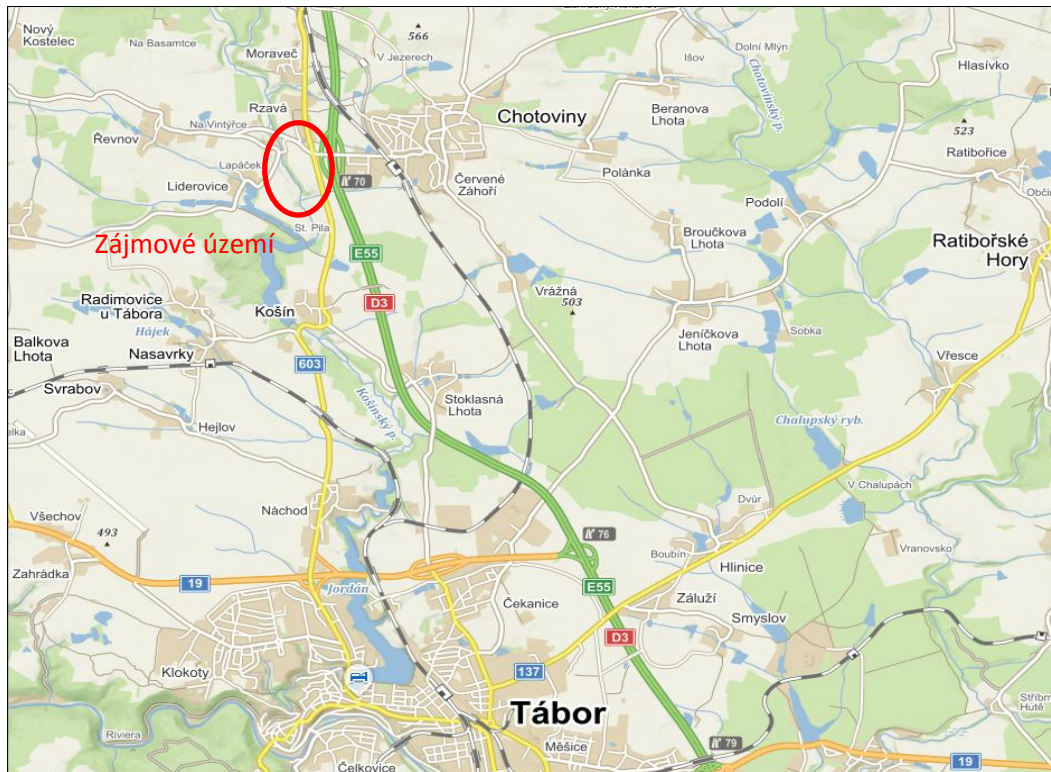 Nový
Kostelec
Na Basamtce
Moraveč
566
V Jezerech
Išov
Dolní Mlýn
Hlasívko
Chotovinský p.
Rzavá
Chotoviny
Beranova
Lhota
Řevnov
Na Vintýřce
523
Ratibořice
Lapáček
Liderovice
70
Červené
Záhoří
Polánka
Podolí
St. Pila
Zájmové území
E55
Broučkova
Lhota
Ratibořské
Hory
Radimovice
u Tábora
Košín
D3
Vrážná
503
Hájek
Jeníčkova
Lhota
Sobka
Balkova
Lhota
Nasavrky
603
Vřesce
Svrabov
Stoklasná
Lhota
Košínský p.
Hejlov
Chalupský ryb.
V Chalupách
Náchod
Dvůr
Všechov
493
76
Boubín
Hlinice
Vranovsko
Zahrádka
19
Jordán
E55
Čekanice
Záluží
Smyslov
D3
Klokoty
137
Tábor
Riviera
Měšice
79
19
Čelkovice